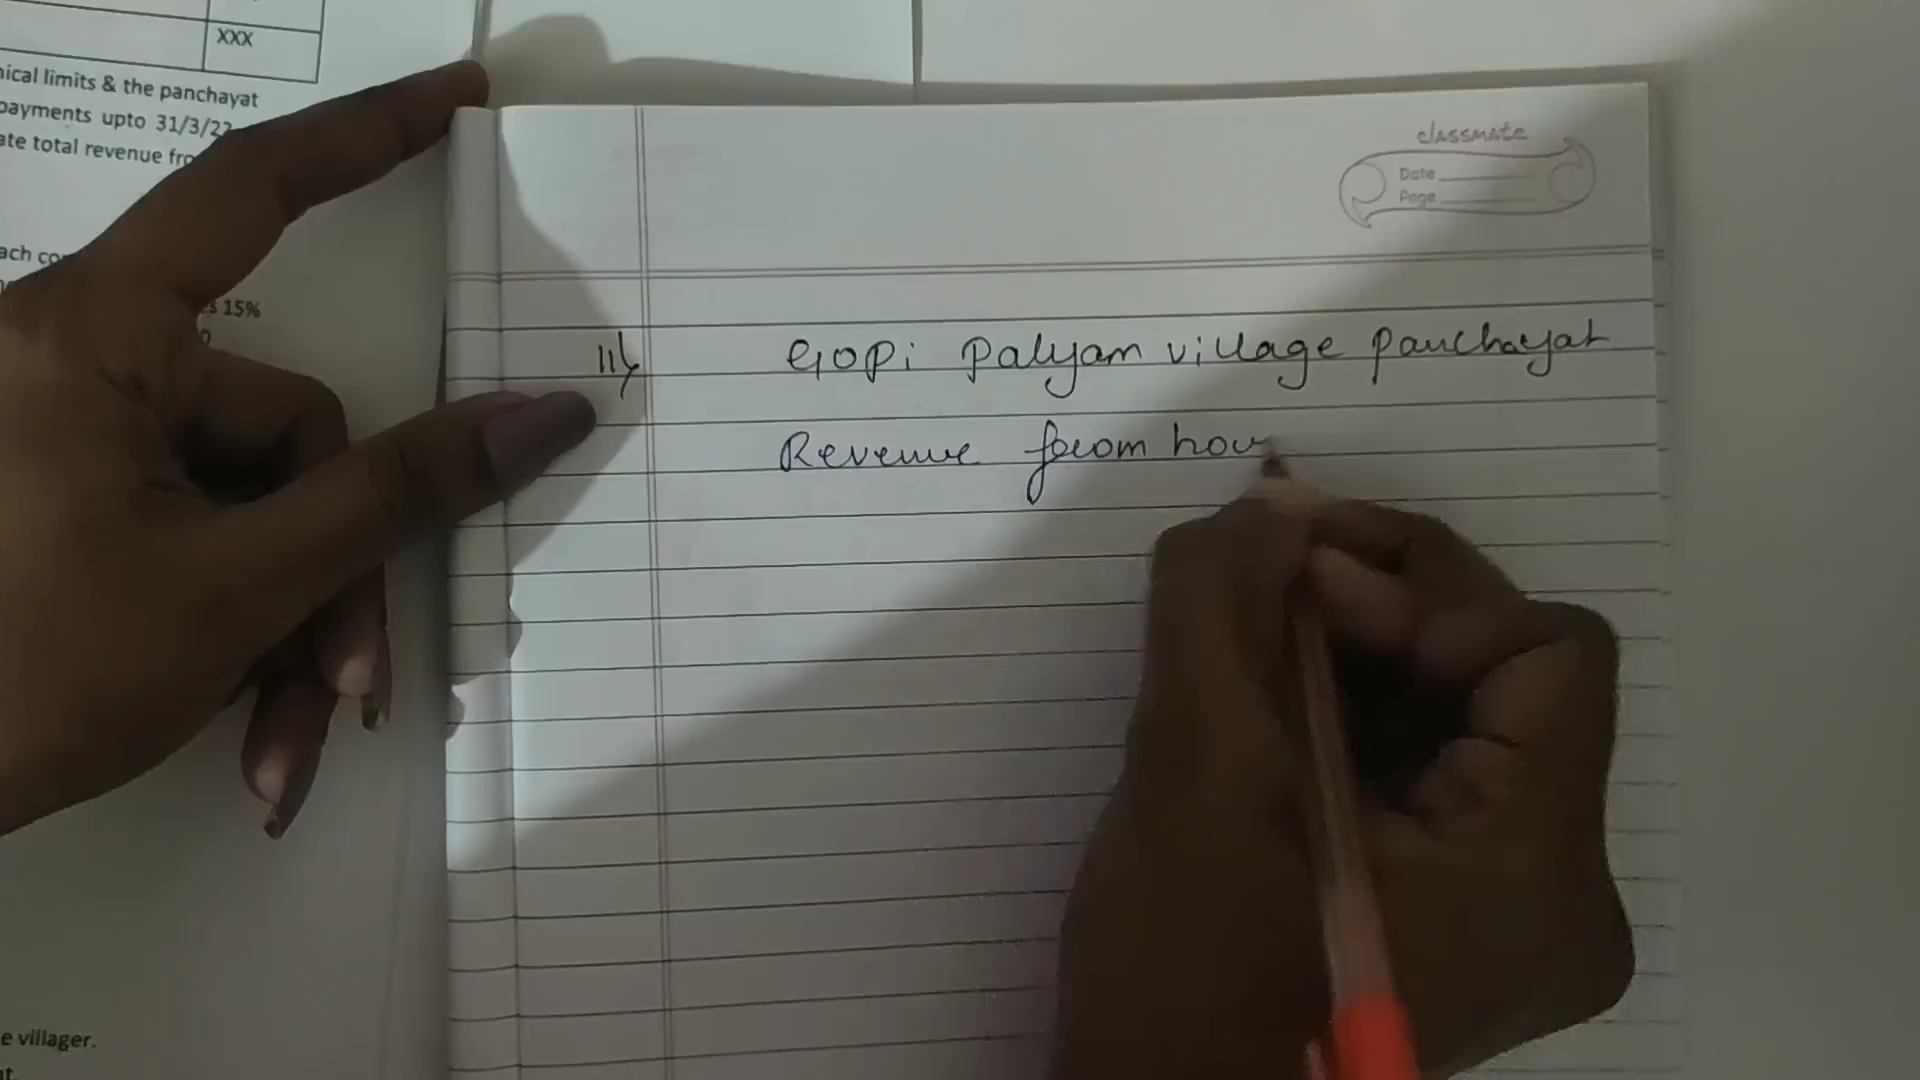 XXX
nical limits & the panchayat
payments upto 31/3/22
ate total revenue fro
ach co
s 15%
e villager.
classmate
Date
Page
11)
Gopi palyam village panchayat
Revenue from hou